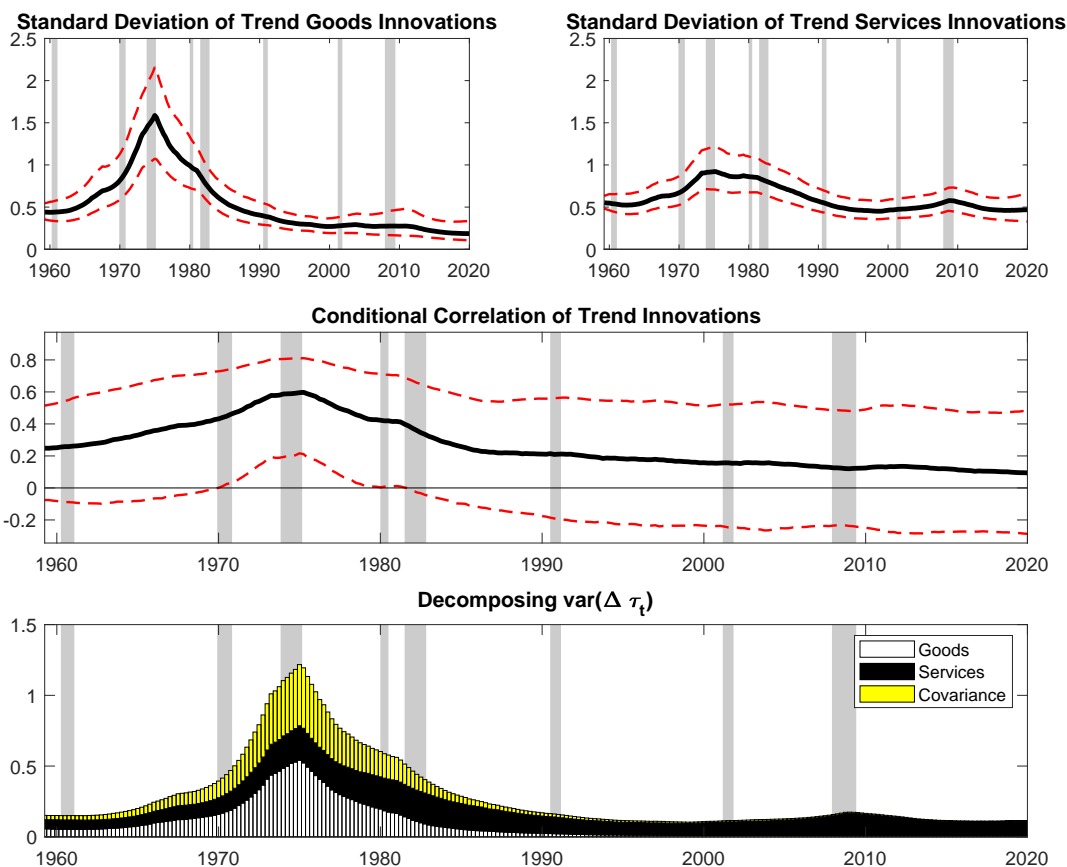 Standard Deviation of Trend Goods Innovations
2.5
2
1.5
1
0.5
0
1960 1970 1980 1990 2000 2010 2020
Standard Deviation of Trend Services Innovations
2.5
2
1.5
1
0.5
0
1960 1970 1980 1990 2000 2010 2020
Conditional Correlation of Trend Innovations
0.8
0.6
0.4
0.2
0
-0.2
1960 1970 1980 1990 2000 2010 2020
Decomposing var(Δ τt)
1.5
1
0.5
0
Goods
Services
Covariance
1960 1970 1980 1990 2000 2010 2020